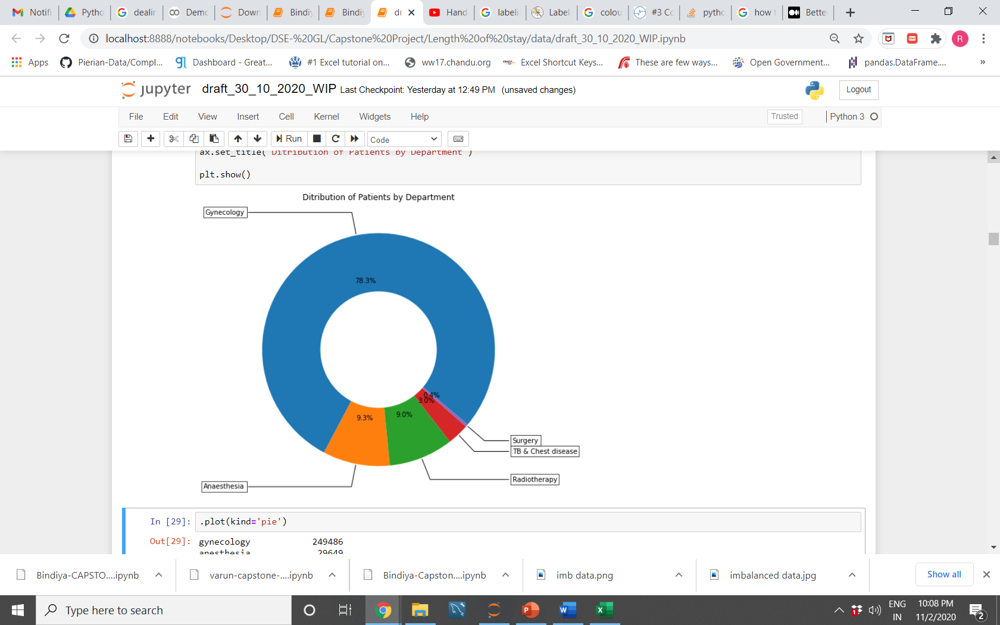 Notifi
Pytho
dealir
Demo
Down
Bindiy
Bindiy
dr
Hand
labeli
Label
colou
#3 Co
pytho
how t
Bette
localhost:8888/notebooks/Desktop/DSE-%20GL/Capstone%20Project/Length%20of%20stay/data/draft_30_10_2020_WIP.ipynb
R
Apps
Pierian-Data/Compl...
Dashboard - Great...
#1 Excel tutorial on...
ww17.chandu.org
Excel Shortcut Keys...
These are few ways...
Open Government...
pandas.DataFrame....
»
jupyter draft_30_10_2020_WIP Last Checkpoint: Yesterday at 12:49 PM (unsaved changes)
Logout
File Edit View Insert Cell Kernel Widgets Help
Trusted
Python 3
Run
Code
ax.set_title( Ditribution of Patients by Department )
plt.show()
Ditribution of Patients by Department
Gynecology
78.3%
0.4%
3.0%
9.0%
9.3%
Surgery
TB & Chest disease
Radiotherapy
Anaesthesia
In [29]: .plot(kind='pie')
Out[29]: gynecology 249486
anesthesia 29649
Bindiya-CAPSTO....ipynb
varun-capstone-....ipynb
Bindiya-Capston....ipynb
imb data.png
imbalanced data.jpg
Show all
Type here to search
P
W
X
1
ENG
IN
10:08 PM
11/2/2020
2